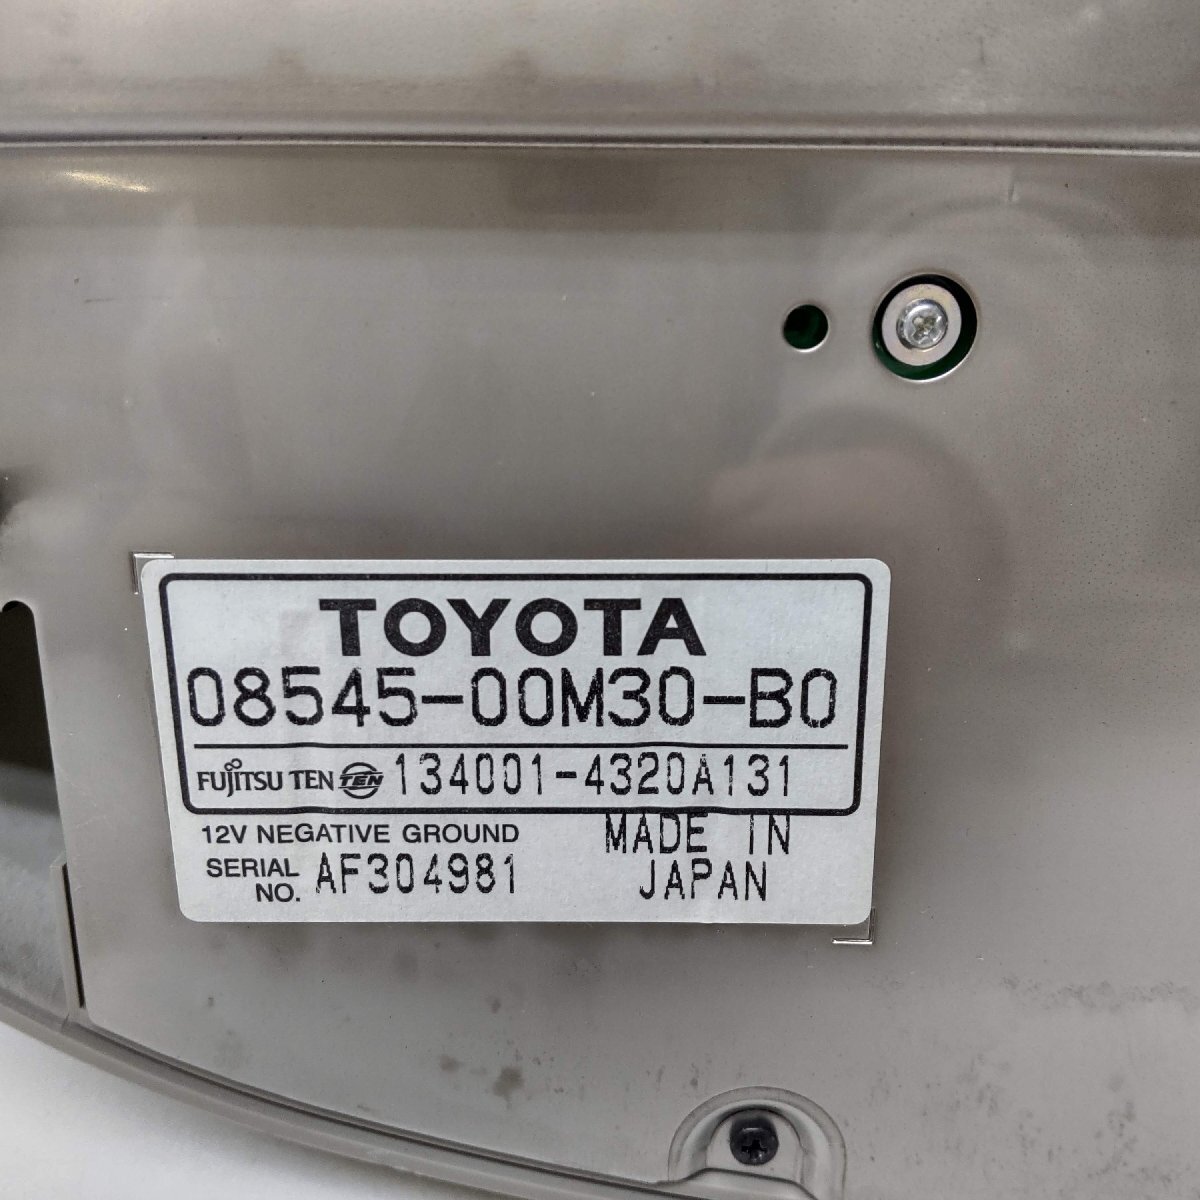 TOYOTA
08545-00M30-B0
FUJITSU TEN TEN 134001-4320A131
12V NEGATIVE GROUND MADE IN
SERIAL NO. AF304981 JAPAN